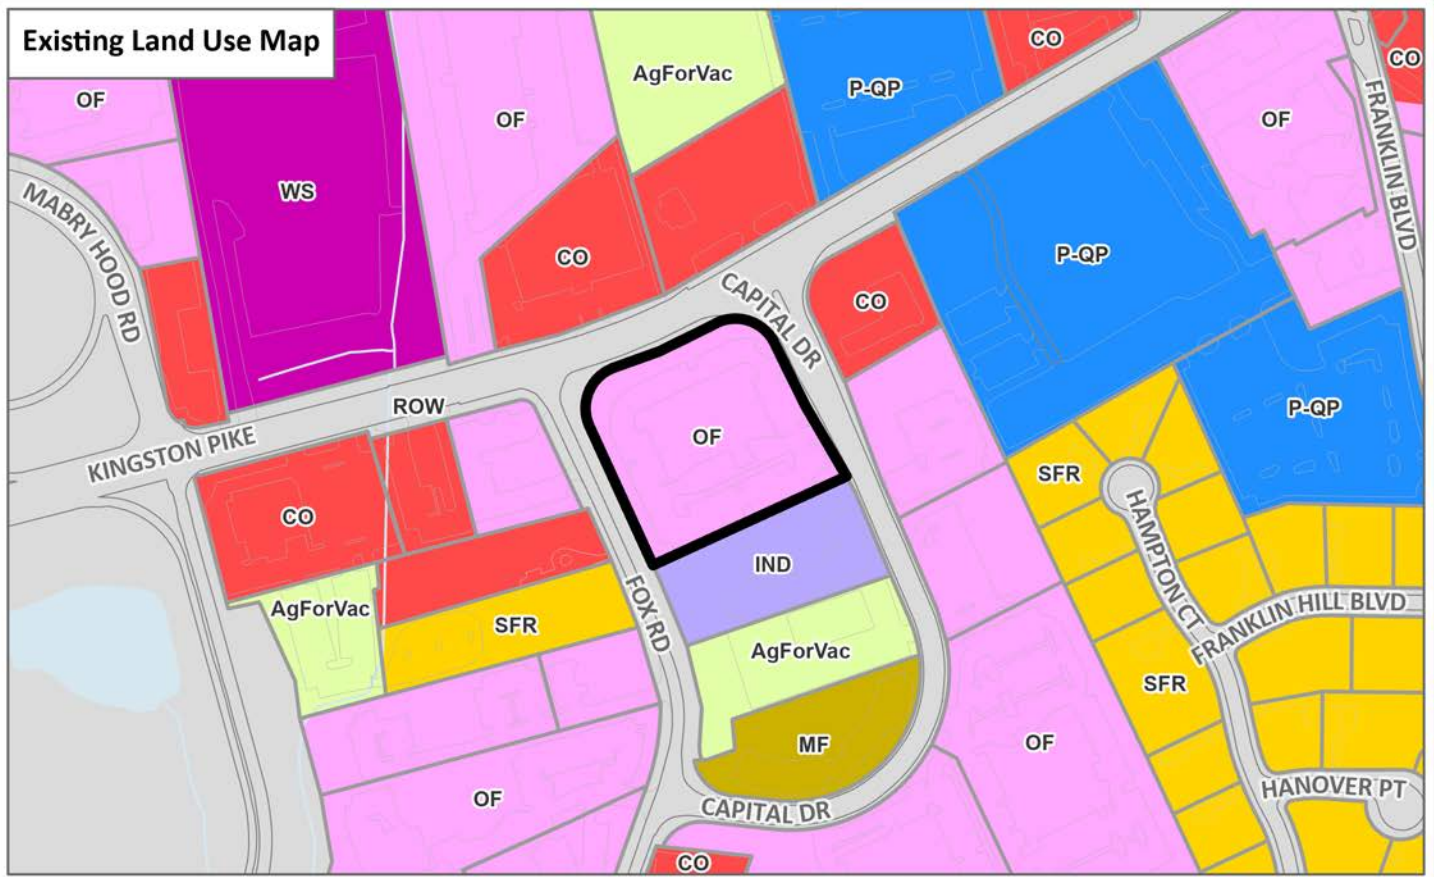 Existing Land Use Map
CO
CO
AgForVac
P-QP
OF
OF
OF
WS
FRANKLIN BLVD
MABRY HOOD RD
CO
P-QP
CAPITAL DR
CO
ROW
OF
P-QP
KINGSTON PIKE
SFR
CO
HAMPTON CT
IND
FOX RD
AgForVac
FRANKLIN HILL BLVD
SFR
AgForVac
SFR
MF
OF
HANOVER PT
OF
CAPITAL DR
CO